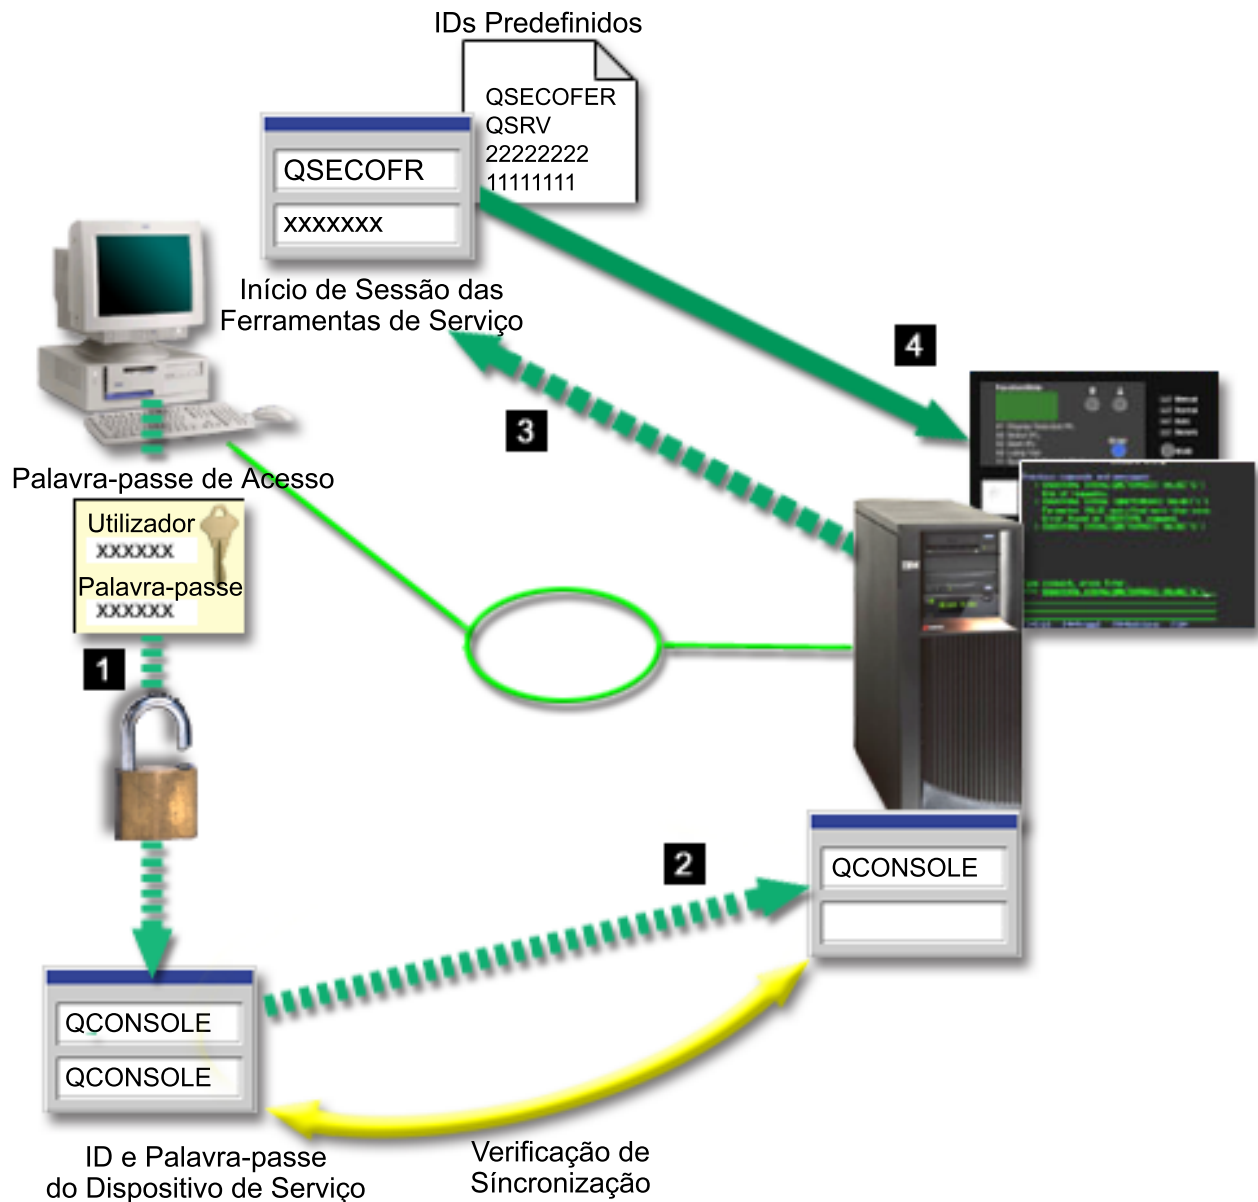 IDs Predefinidos
QSECOFER
QSRV
22222222
11111111
QSECOFR
xxxxxxx
Início de Sessão das
Ferramentas de Serviço
4
3
Palavra-passe de Acesso
Utilizador
xxxxxx
Palavra-passe
xxxxxx
1
IBM
2
QCONSOLE
QCONSOLE
QCONSOLE
ID e Palavra-passe
do Dispositivo de Serviço
Verificação de
Síncronização